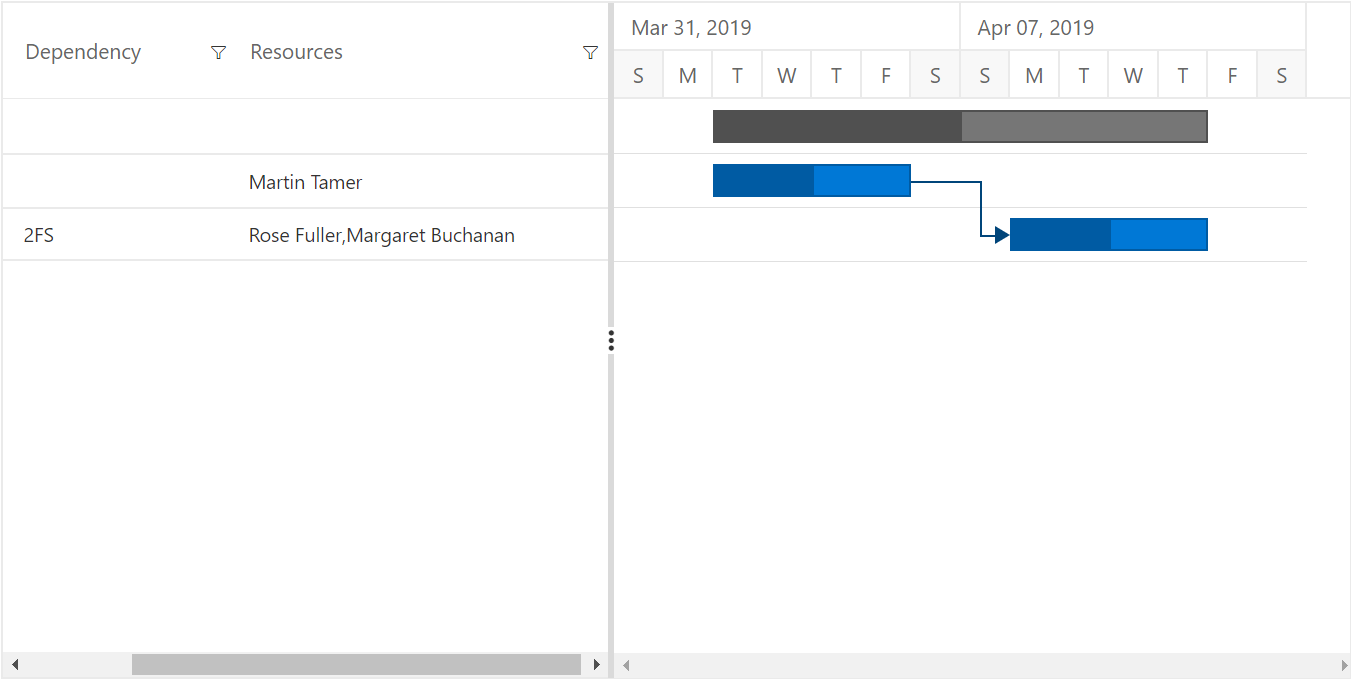 Dependency Resources
Mar 31, 2019 Apr 07, 2019
S M T W T F S S M T W T F S
Martin Tamer
2FS Rose Fuller,Margaret Buchanan